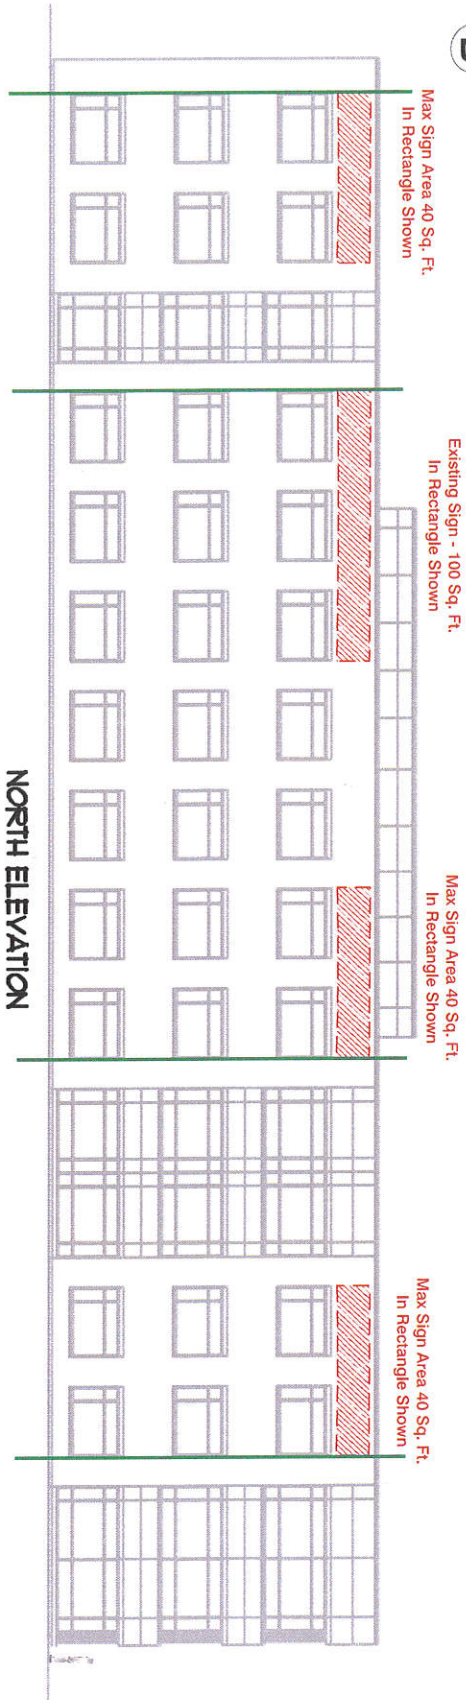 Max Sign Area 40 Sq. Ft.
In Rectangle Shown
Existing Sign - 100 Sq. Ft.
In Rectangle Shown
Max Sign Area 40 Sq. Ft.
In Rectangle Shown
Max Sign Area 40 Sq. Ft.
In Rectangle Shown
NORTH ELEVATION